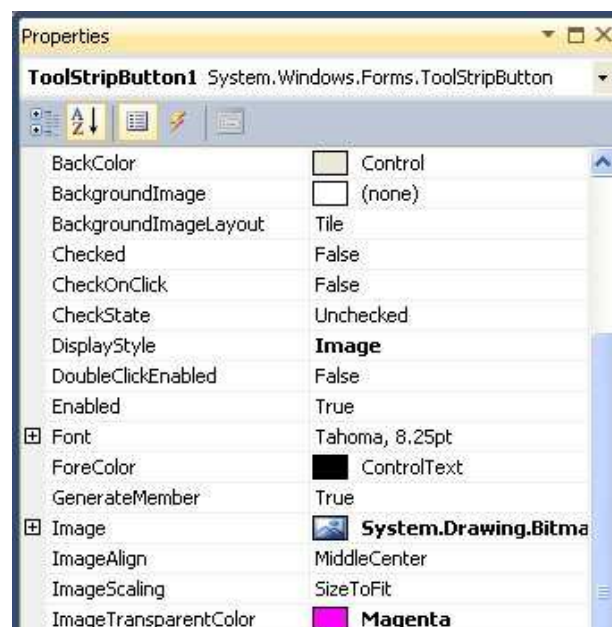 Properties
ToolStripButton1 System.Windows.Forms.ToolStripButton
BackColor Control
BackgroundImage (none)
BackgroundImageLayout Tile
Checked False
CheckOnClick False
CheckState Unchecked
DisplayStyle Image
DoubleClickEnabled False
Enabled True
Font Tahoma, 8.25pt
ForeColor ControlText
GenerateMember True
Image System.Drawing.Bitma
ImageAlign MiddleCenter
ImageScaling SizeToFit
ImageTransparentColor Magenta